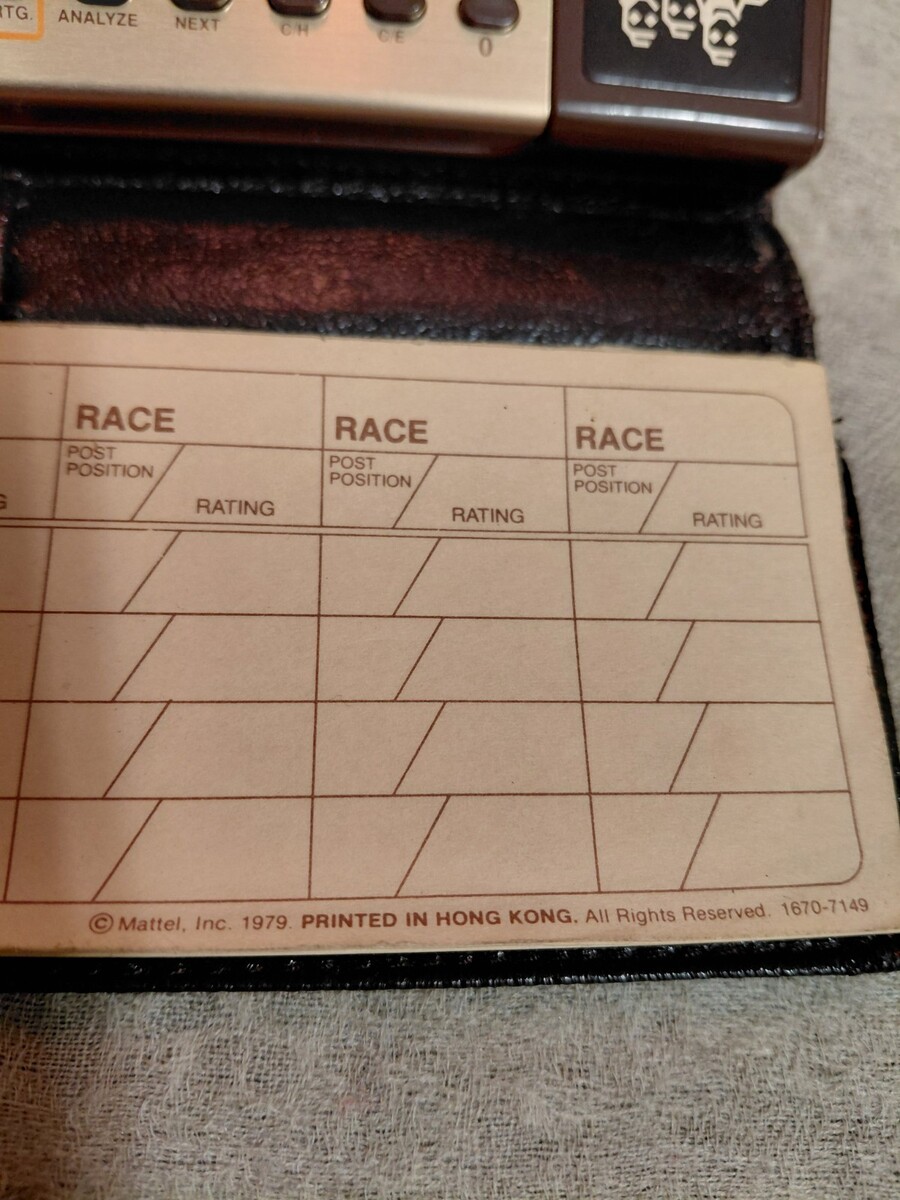 RTG.
ANALYZE
NEXT
C H
C E
0
RACE
RACE
RACE
POST
POSITION
RATING
POST
POSITION
RATING
POST
POSITION
RATING
© Mattel, Inc. 1979. PRINTED IN HONG KONG. All Rights Reserved. 1670-7149